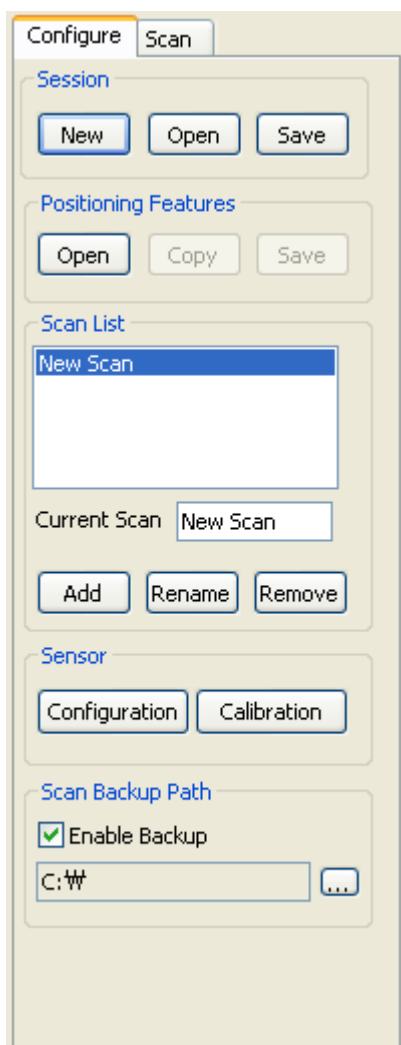 Configure Scan
Session
New Open Save
Positioning Features
Open Copy Save
Scan List
New Scan
Current Scan New Scan
Add Rename Remove
Sensor
Configuration Calibration
Scan Backup Path
Enable Backup
C:₩ ...